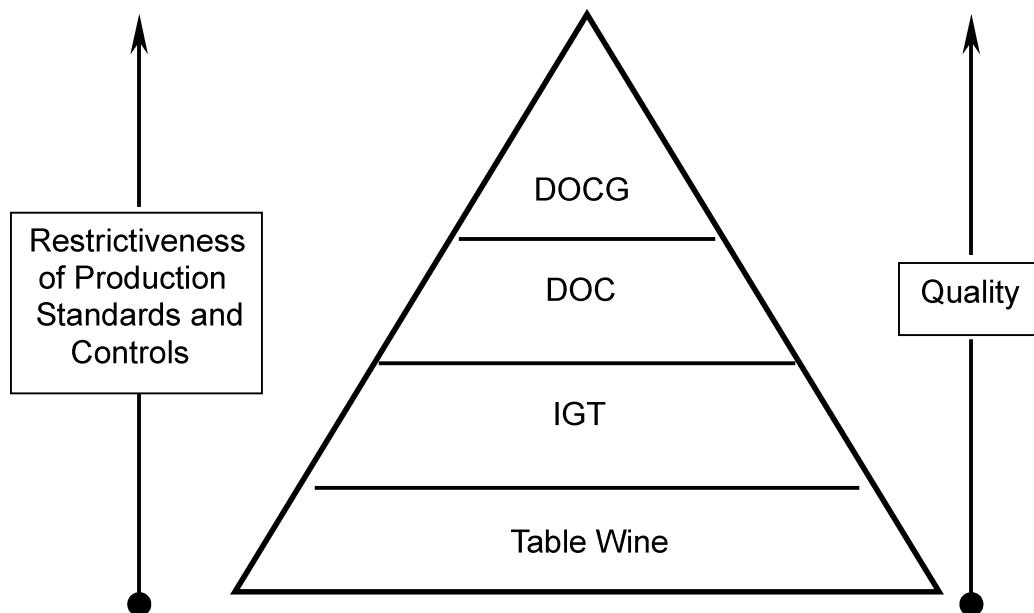 DOCG
Restrictiveness
of Production
Standards and
Controls
DOC
Quality
IGT
Table Wine